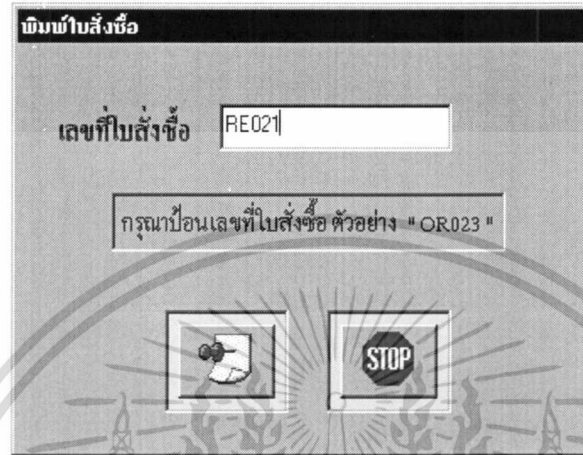 พิมพ์ใบสั่งซื้อ
เลขที่ใบสั่งซื้อ RE021
กรุณาป้อนเลขที่ใบสั่งซื้อ ตัวอย่าง " OR023 "
STOP